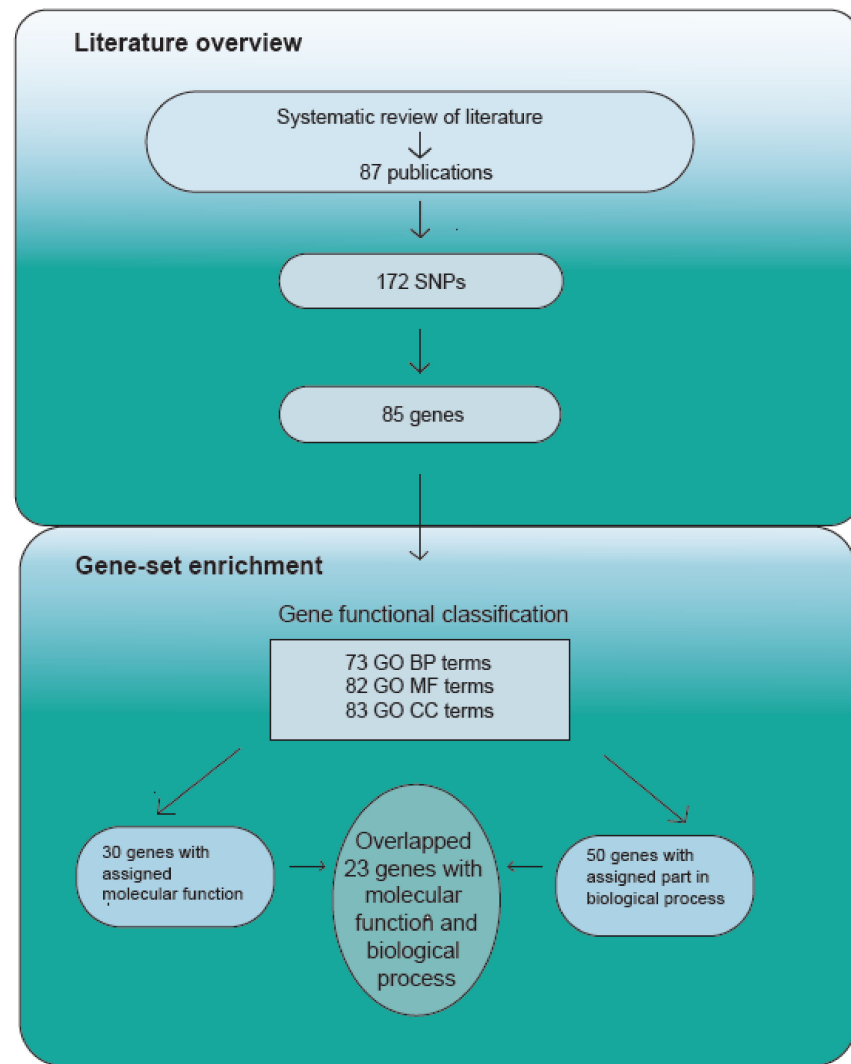 Literature overview
Systematic review of literature
87 publications
172 SNPs
85 genes
Gene-set enrichment
Gene functional classification
73 GO BP terms
82 GO MF terms
83 GO CC terms
30 genes with
assigned
molecular function
Overlapped
23 genes with
molecular
function and
biological
process
50 genes with
assigned part in
biological process